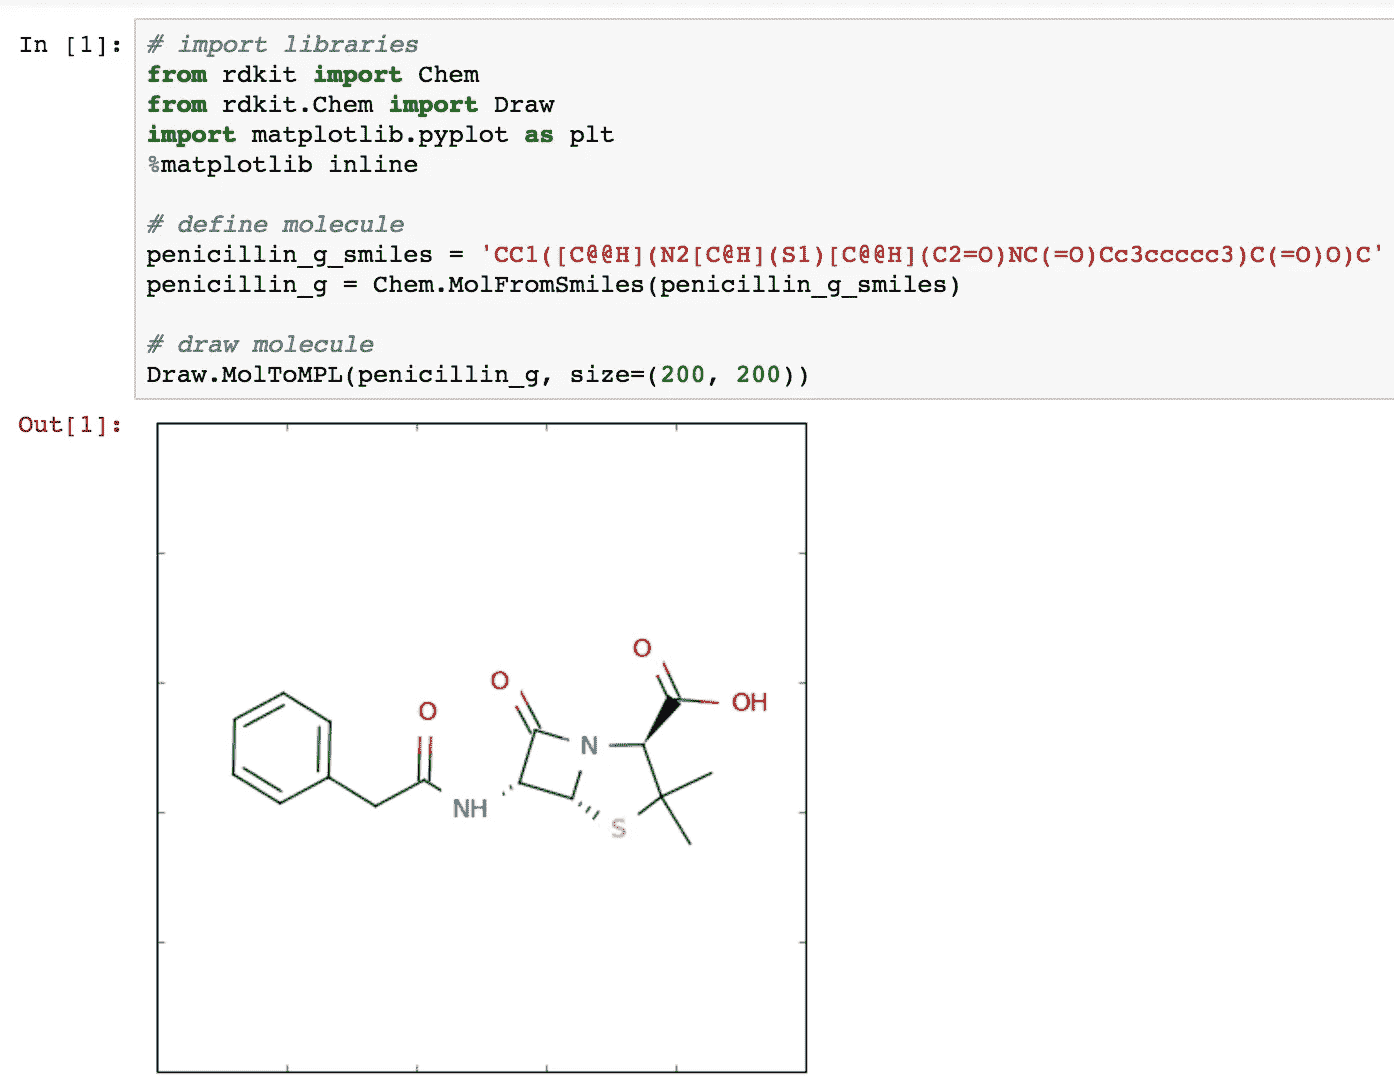 In [1]:
# import libraries
from rdkit import Chem
from rdkit.Chem import Draw
import matplotlib.pyplot as plt
%matplotlib inline
# define molecule
penicillin_g_smiles = 'CC1([C@@H](N2[C@H](S1)[C@@H](C2=O)NC(=O)Cc3ccccc3)C(=O)O)C'
penicillin_g = Chem.MolFromSmiles(penicillin_g_smiles)
# draw molecule
Draw.MolToMPL(penicillin_g, size=(200, 200))
Out[1]:
O
O
O
OH
N
NH
S